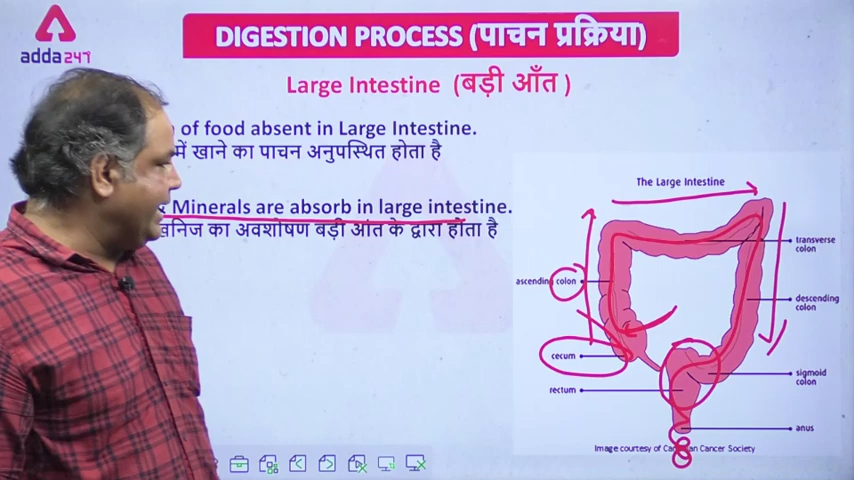 DIGESTION PROCESS (पाचन प्रक्रिया)
adda247
Large Intestine (बड़ी आँत )
of food absent in Large Intestine.
में खाने का पाचन अनुपस्थित होता है
Minerals are absorb in large intestine.
खनिज का अवशोषण बड़ी आंत के द्वारा होता है
The Large Intestine
transverse
colon
ascending colon
descending
colon
cecum
sigmoid
colon
rectum
anus
Image courtesy of Canadian Cancer Society